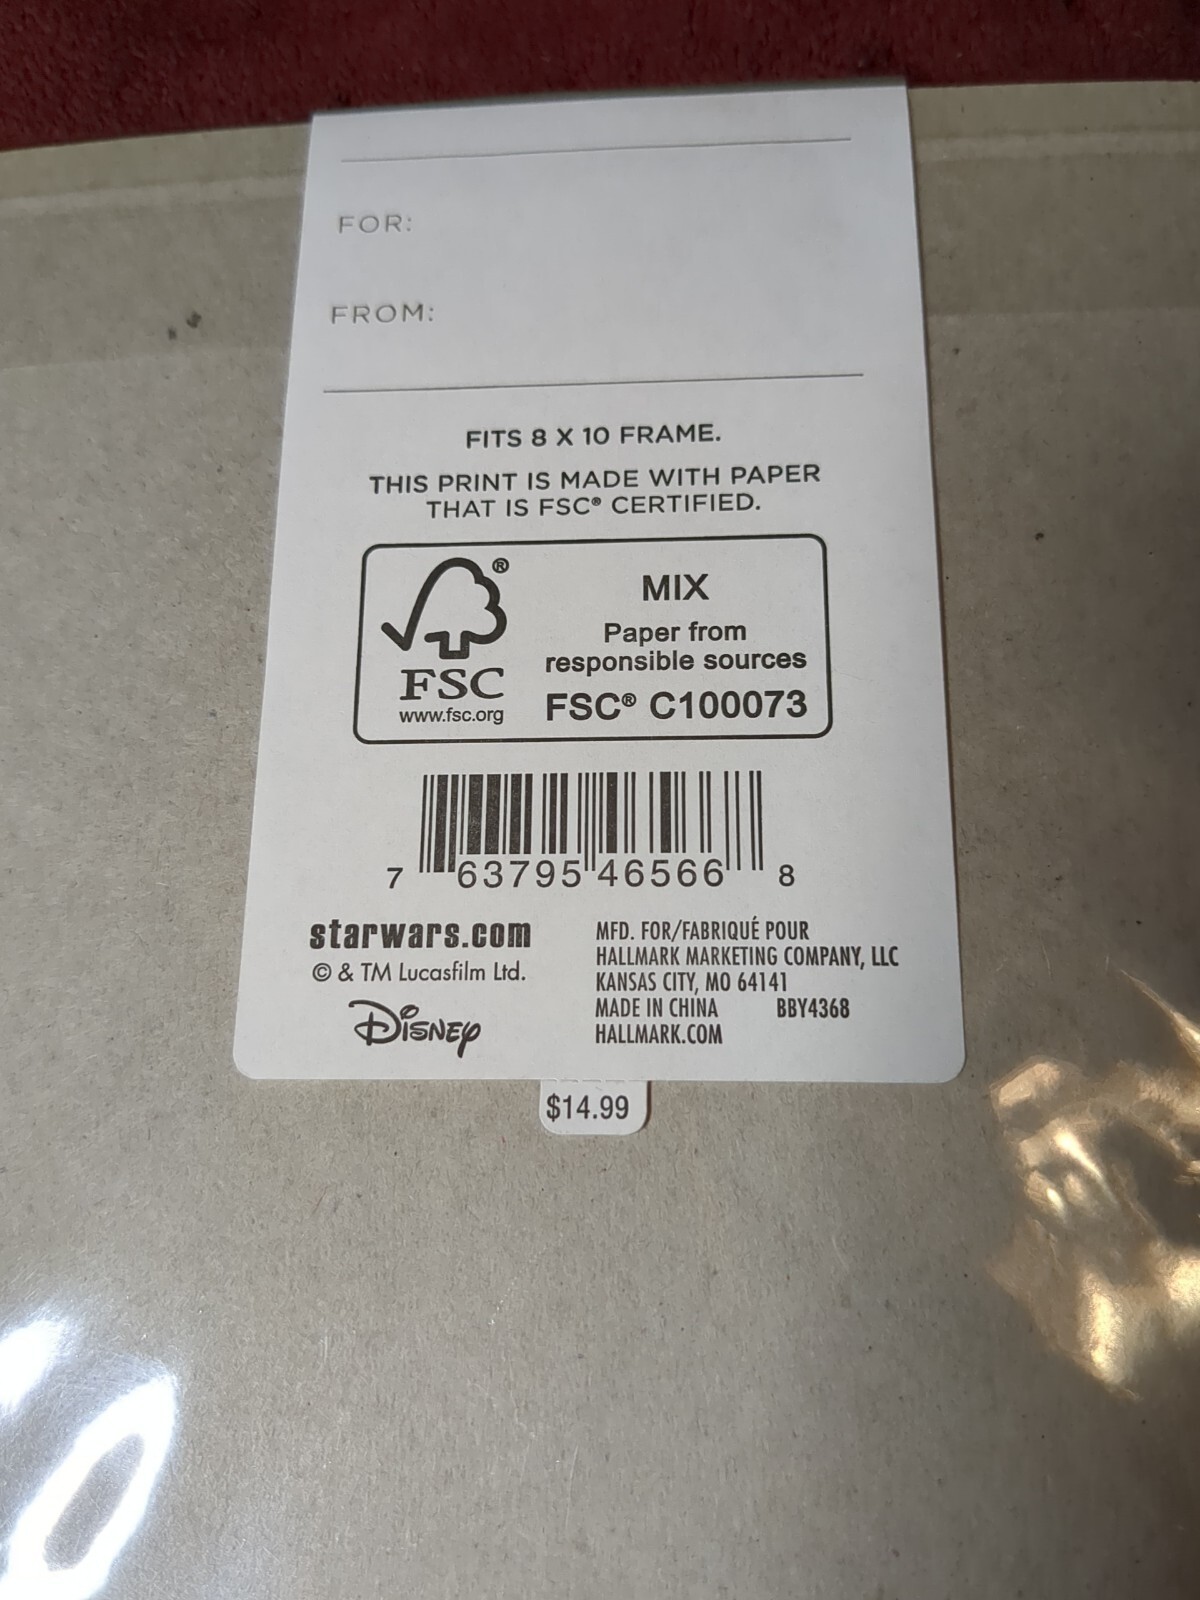 FOR:
FROM:
FITS 8 X 10 FRAME.
THIS PRINT IS MADE WITH PAPER
THAT IS FSC® CERTIFIED.
®
FSC
www.fsc.org
MIX
Paper from
responsible sources
FSC® C100073
7 63795 46566 8
starwars.com
© & TM Lucasfilm Ltd.
Disney
MFD. FOR/FABRIQUÉ POUR
HALLMARK MARKETING COMPANY, LLC
KANSAS CITY, MO 64141
MADE IN CHINA BBY4368
HALLMARK.COM
$14.99